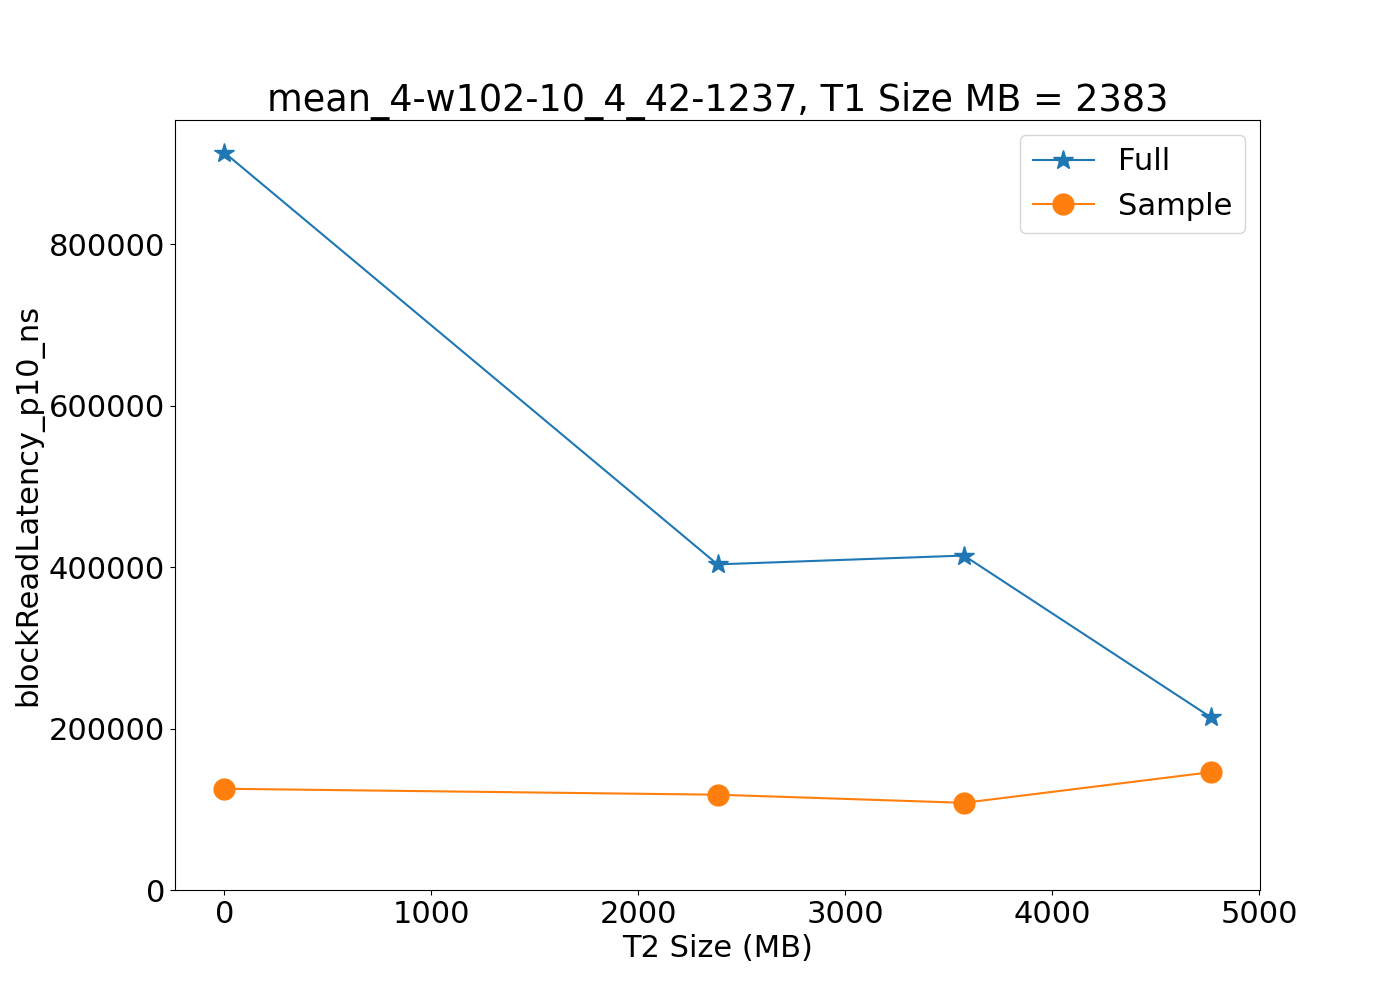 mean_4-w102-10_4_42-1237, T1 Size MB = 2383
Full
Sample
blockReadLatency_p10_ns
800000
600000
400000
200000
0
0 1000 2000 3000 4000 5000
T2 Size (MB)